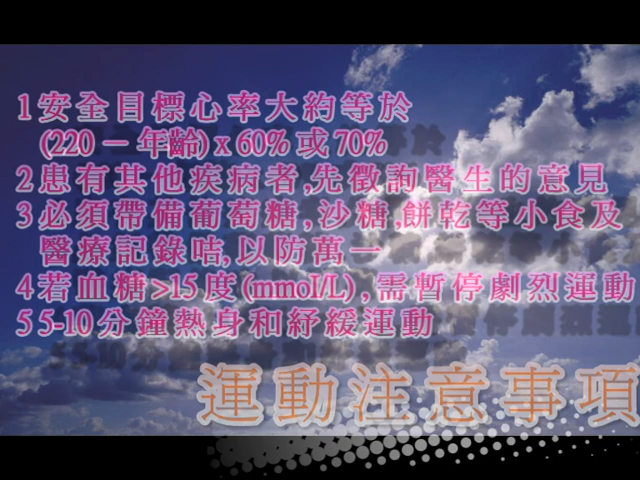 1安全目標心率大約等於
(220 － 年齡) x 60% 或 70%
2患有其他疾病者,先徵詢醫生的意見
3必須帶備葡萄糖,沙糖,餅乾等小食及
醫療記錄咭,以防萬一
4若血糖>15度(mmol/L),需暫停劇烈運動
5 5-10分鐘熱身和紓緩運動
運動注意事項